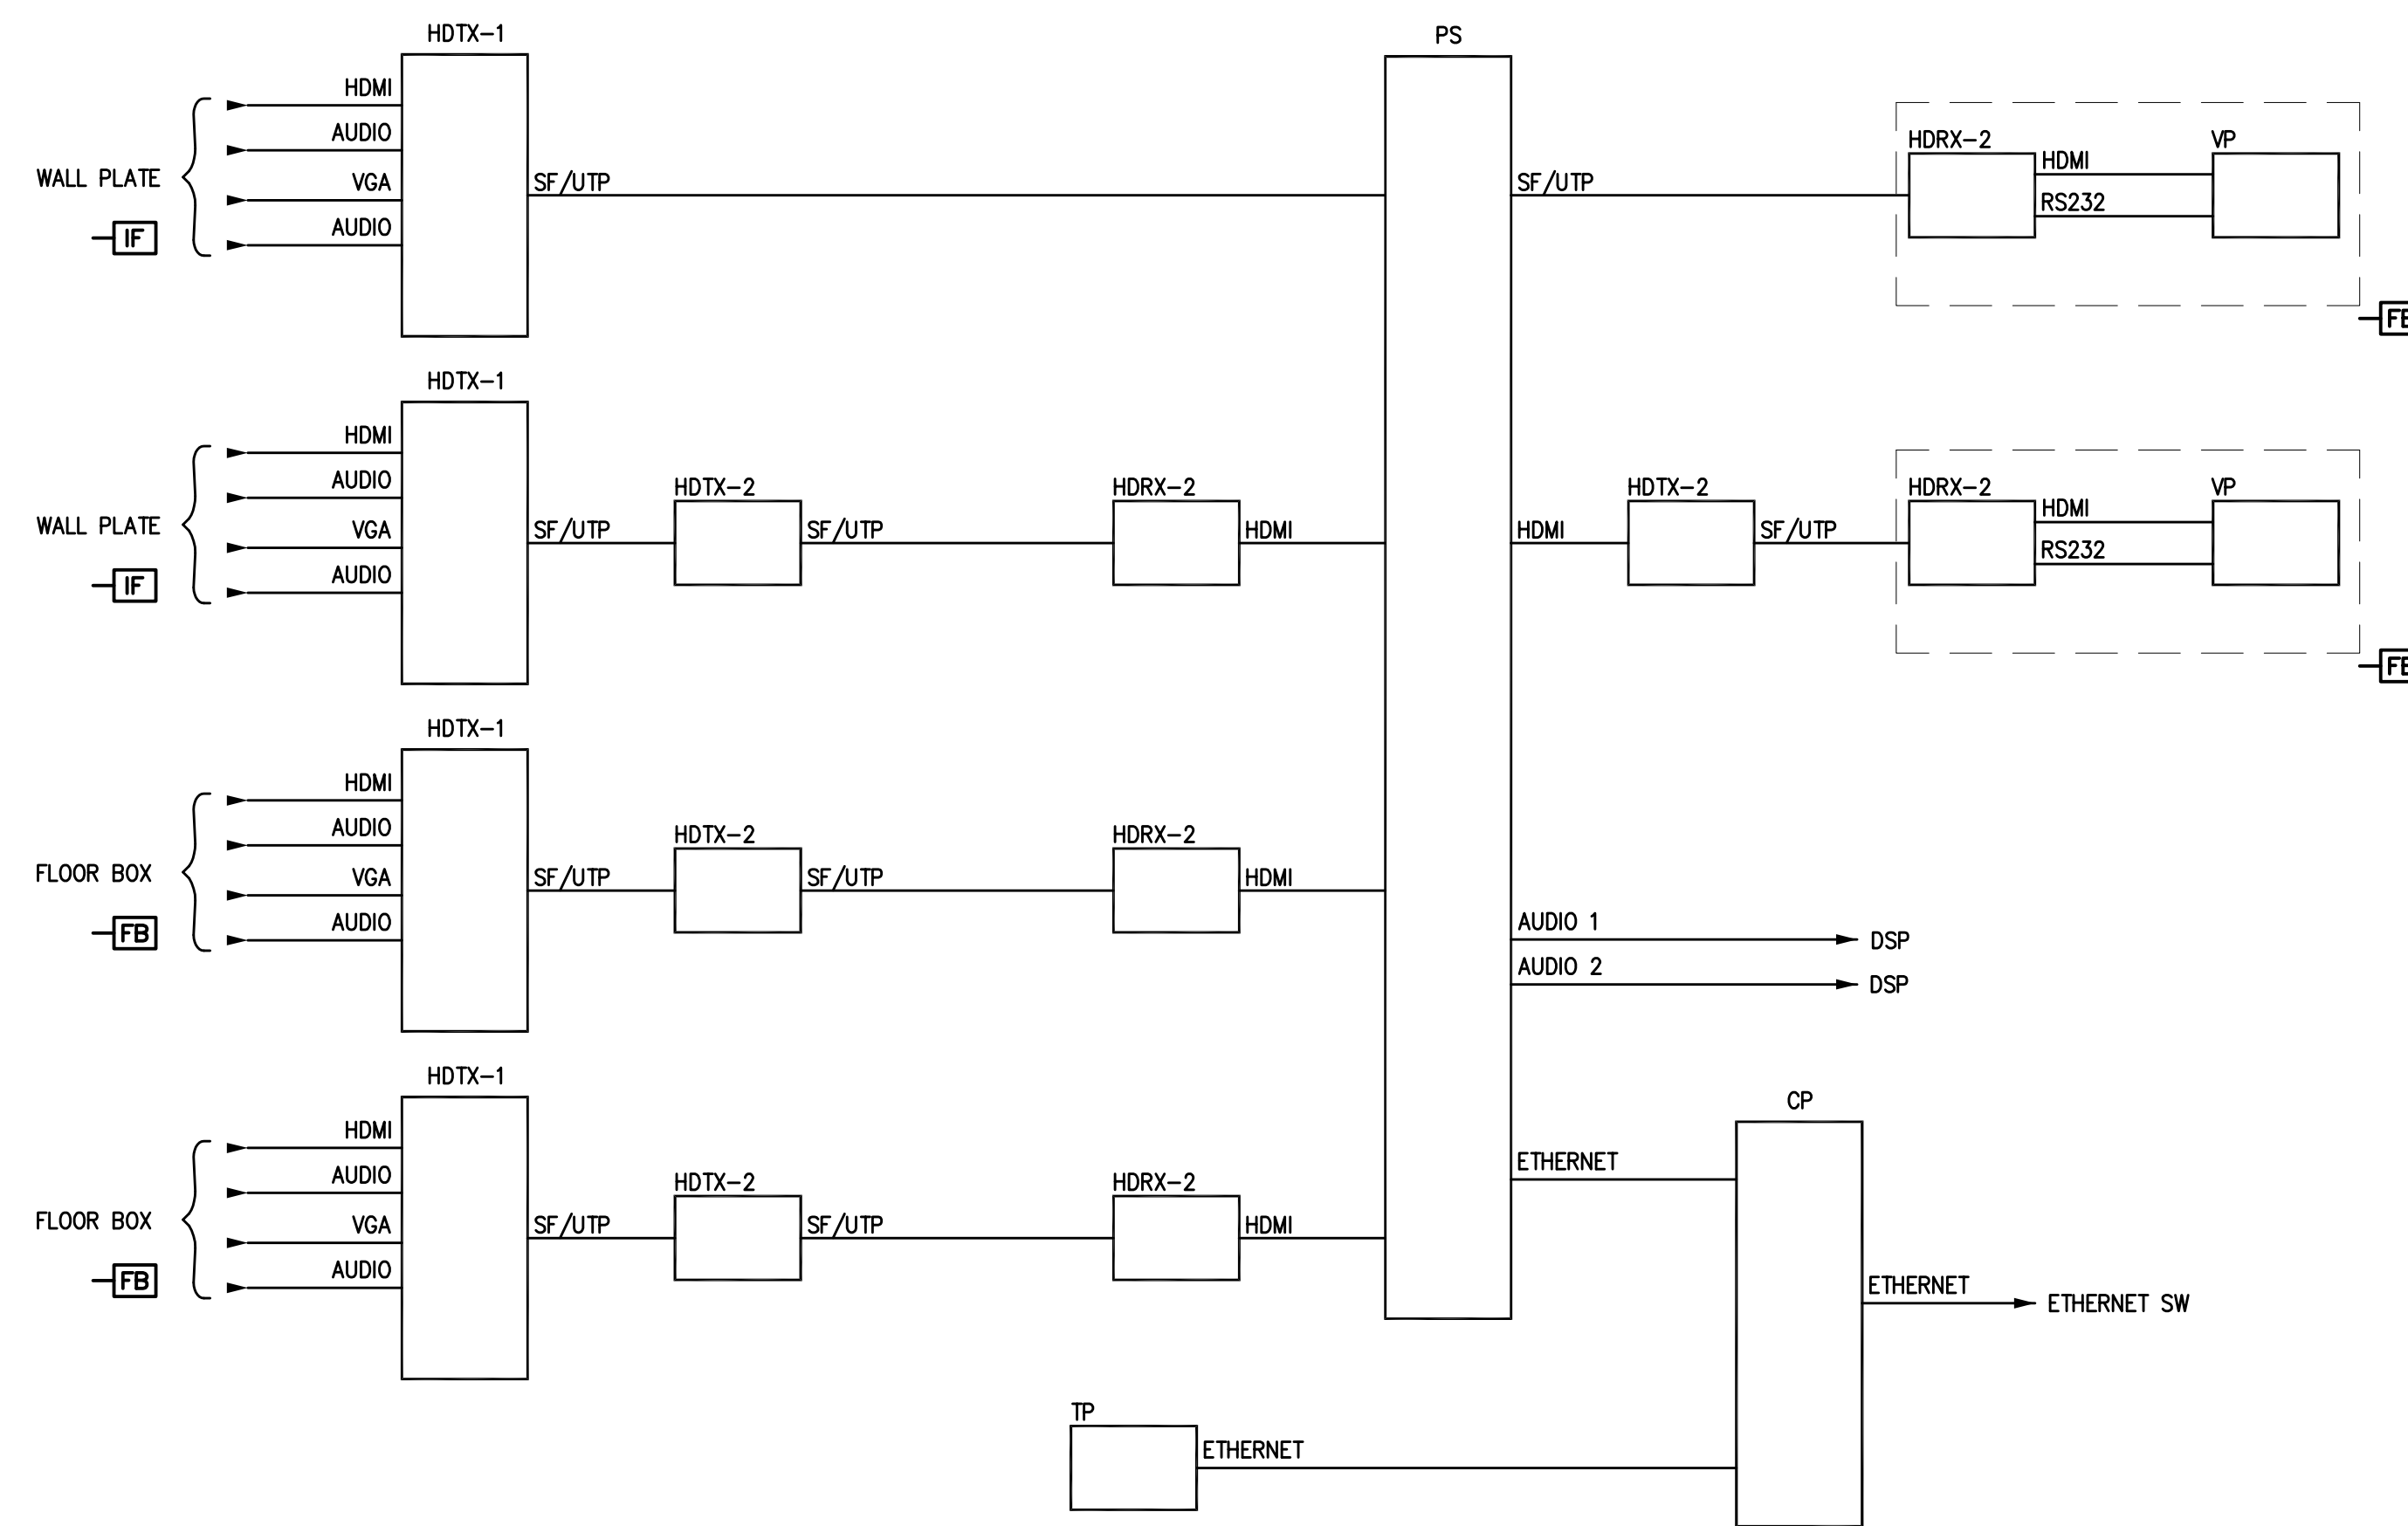 HDTX-1
PS
HDMI
AUDIO
VGA
AUDIO
WALL PLATE
IF
SF/UTP
SF/UTP
HDRX-2
HDMI
RS232
VP
HDTX-1
HDMI
AUDIO
VGA
AUDIO
WALL PLATE
IF
SF/UTP
HDTX-2
SF/UTP
HDRX-2
HDMI
HDMI
HDTX-2
SF/UTP
HDRX-2
HDMI
RS232
VP
HDTX-1
HDMI
AUDIO
VGA
AUDIO
FLOOR BOX
FB
SF/UTP
HDTX-2
SF/UTP
HDRX-2
HDMI
AUDIO 1
DSP
AUDIO 2
DSP
HDTX-1
HDMI
AUDIO
VGA
AUDIO
FLOOR BOX
FB
SF/UTP
HDTX-2
SF/UTP
HDRX-2
HDMI
CP
ETHERNET
ETHERNET
ETHERNET SW
TP
ETHERNET